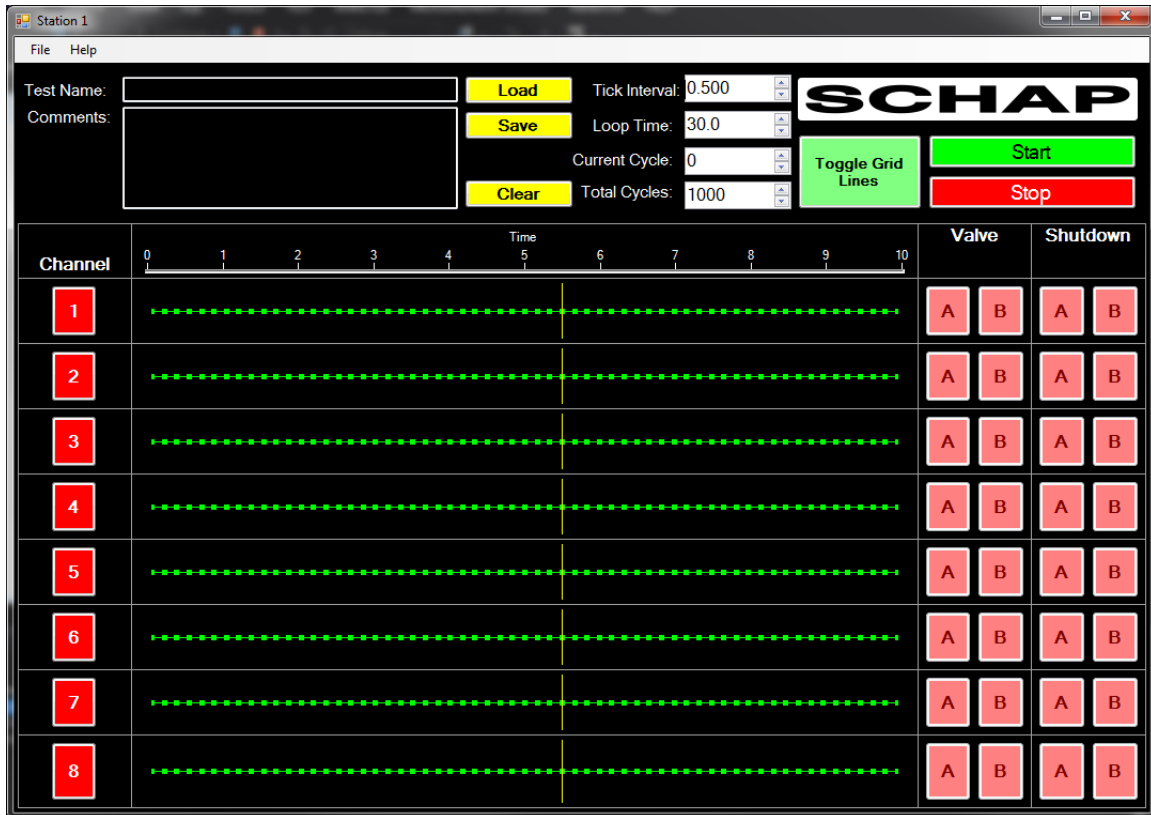 Station 1
File Help
Test Name: Load Tick Interval: 0.500 SCHAP
Comments: Save Loop Time: 30.0
Toggle Grid Lines Start
Current Cycle: 0
Clear Total Cycles: 1000 Stop
Time Valve Shutdown
Channel 0 1 2 3 4 5 6 7 8 9 10
1 A B A B
2 A B A B
3 A B A B
4 A B A B
5 A B A B
6 A B A B
7 A B A B
8 A B A B